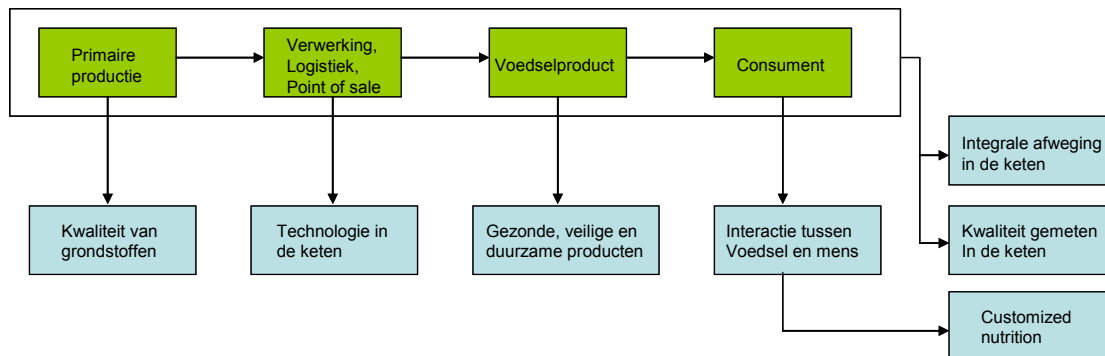 Primaire
productie
Verwerking,
Logistiek,
Point of sale
Voedselproduct
Consument
Integrale afweging
in de keten
Kwaliteit van
grondstoffen
Technologie in
de keten
Gezonde, veilige en
duurzame producten
Interactie tussen
Voedsel en mens
Kwaliteit gemeten
In de keten
Customized
nutrition